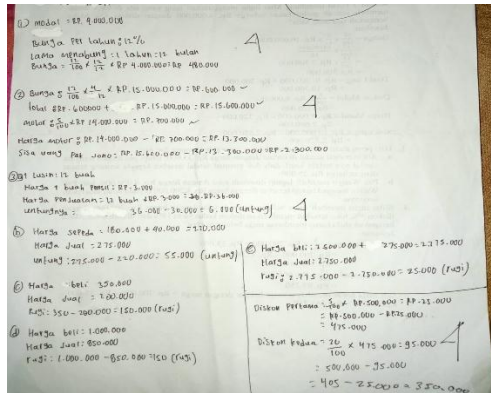 ① modal = RP. 4.000.000
Bunga Per tahun : 12%
Lama menabung : 1 tahun : 12 bulan
Bunga = 12/100 × 12/12 × RP 4.000.000 = RP 480.000
4
② Bunga : 12/100 × 4/12 × RP.15.000.000 = RP.600.000
Total : RP.600000 + RP.15.000.000 = RP.15.600.000
motor : 5/100 × RP 14.000.000 = RP.700.000
Harga motor : RP.14.000.000 - RP 700.000 = RP.13.300.000
Sisa uang Pak Jono : RP.15.600.000 - RP.13.300.000 = RP.2.300.000
4
③ 1 Lusin : 12 buah
Harga 1 buah Pensil : RP.3.000
Harga Penjualan : 12 buah × RP.3.000 = RP.36.000
untungnya : 36.000 - 30.000 = 6.000 (untung)
4
ⓑ Harga sepeda : 180.000 + 40.000 = 220.000
Harga Jual = 275.000
untung : 275.000 - 220.000 = 55.000 (untung)
ⓒ Harga beli 350.000
Harga Jual = 200.000
Rugi : 350 - 200.000 = 150.000 (rugi)
ⓓ Harga beli : 1.000.000
Harga Jual : 850.000
rugi : 1.000.000 - 850.000 = 150 (rugi)
ⓔ Harga beli : 2.500.000 + 275.000 = 2.775.000
Harga Jual : 2.750.000
rugi : 2.775.000 - 2.750.000 = 25.000 (rugi)
Diskon Pertama = 5/100 × RP.500.000 = RP.25.000
= RP.500.000 - RP25.000
= 475.000
Diskon kedua = 20/100 × 475.000 = 95.000
= 500.000 - 95.000
= 405 - 25.000 = 350.000
4